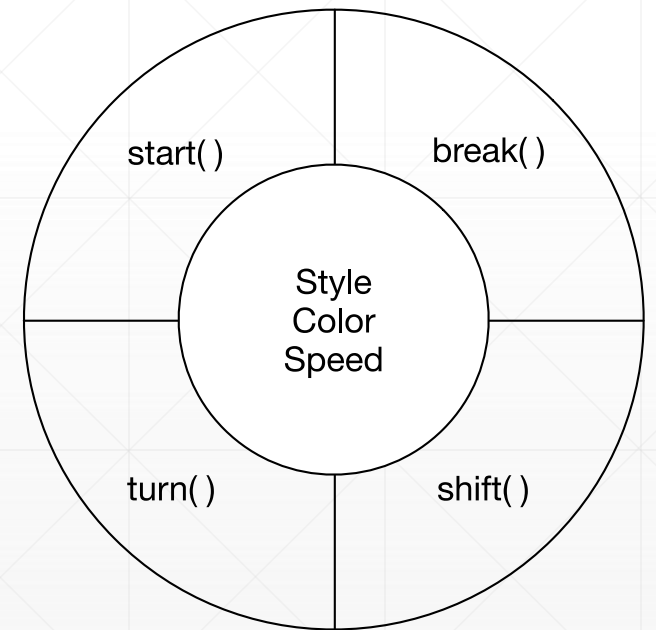 start( )
break( )
Style
Color
Speed
turn( )
shift( )